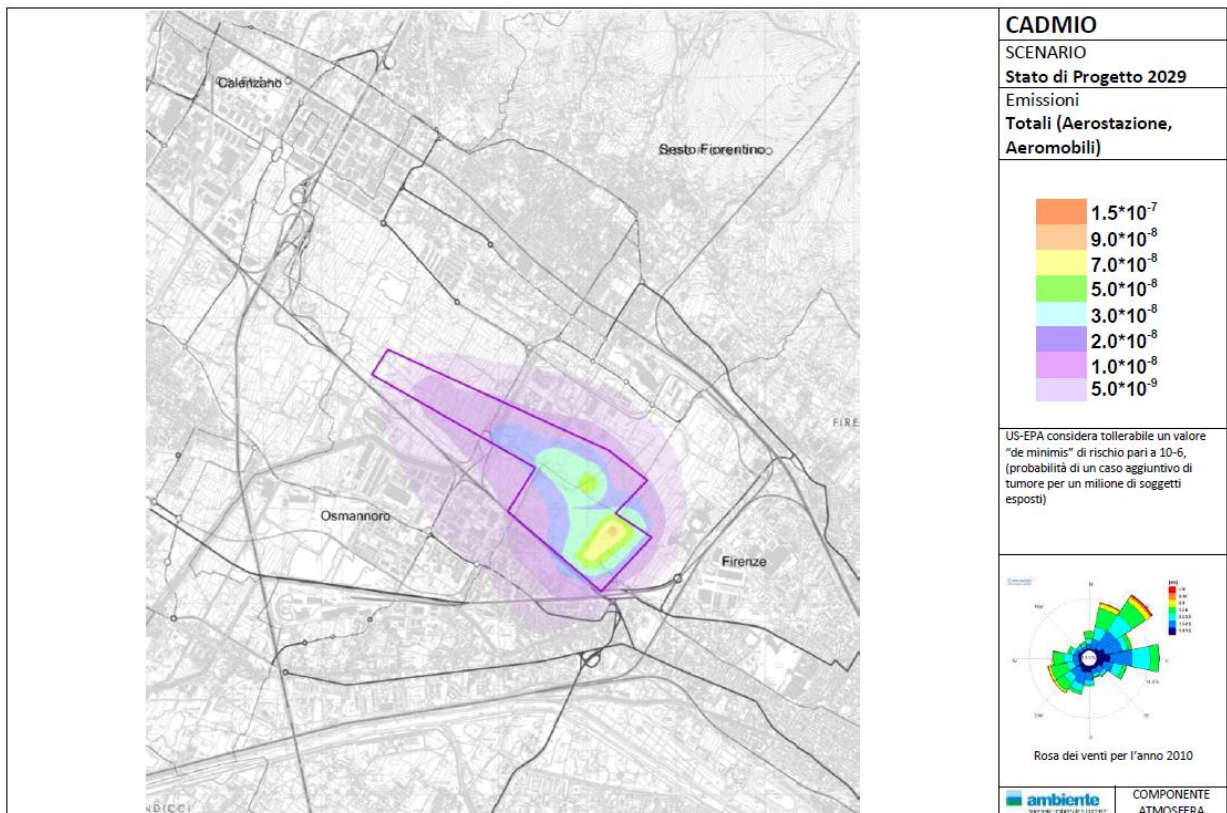 Calenzano
Sesto Fiorentino
FIRE
Osmannoro
Firenze
NDICCI
CADMIO
SCENARIO
Stato di Progetto 2029
Emissioni
Totali (Aerostazione,
Aeromobili)
1.5*10-7
9.0*10-8
7.0*10-8
5.0*10-8
3.0*10-8
2.0*10-8
1.0*10-8
5.0*10-9
US-EPA considera tollerabile un valore
"de minimis" di rischio pari a 10-6,
(probabilità di un caso aggiuntivo di
tumore per un milione di soggetti
esposti)
N
S
Rosa dei venti per l'anno 2010
ambiente
COMPONENTE
ATMOSFERA